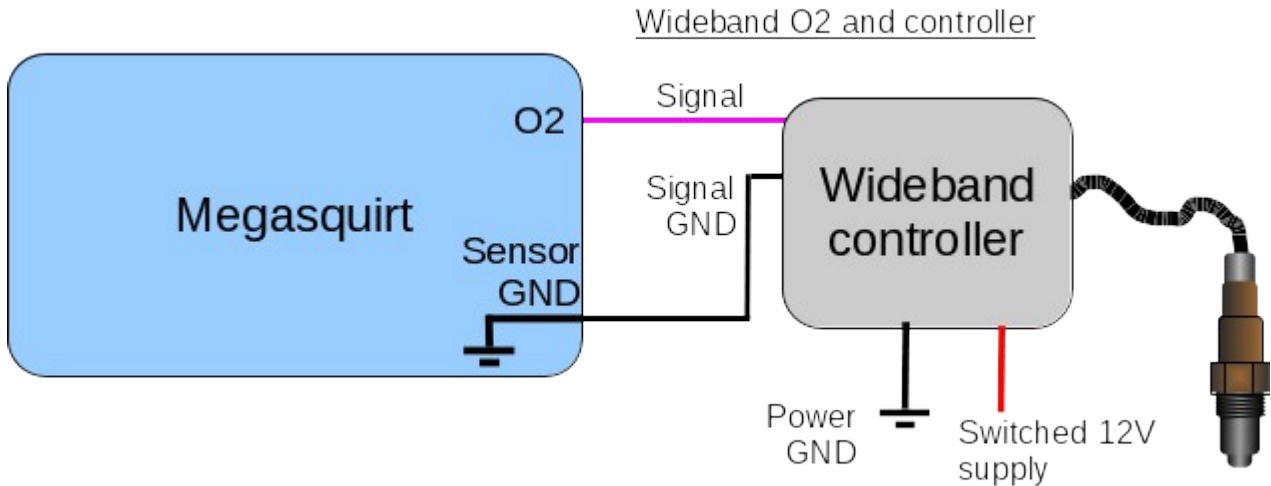 Wideband O2 and controller
Signal
O2
Signal
GND
Wideband
controller
Megasquirt
Sensor
GND
Power
GND
Switched 12V
supply